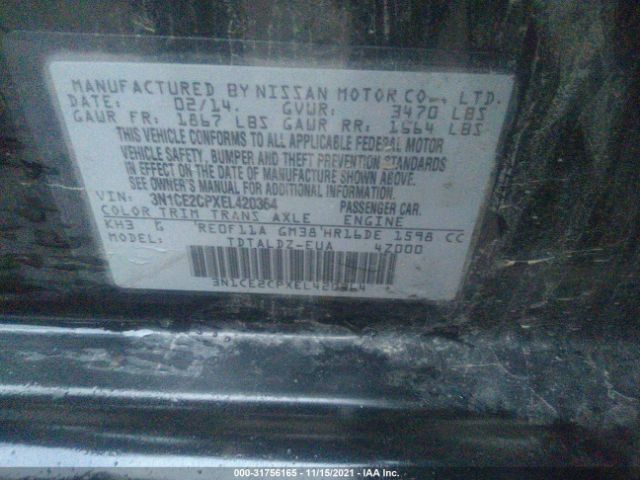 MANUFACTURED BY NISSAN MOTOR CO., LTD.
DATE: 02/14. GVWR: 3470 LBS
GAWR FR: 1867 LBS GAWR RR: 1664 LBS
THIS VEHICLE CONFORMS TO ALL APPLICABLE FEDERAL MOTOR
VEHICLE SAFETY, BUMPER AND THEFT PREVENTION STANDARDS
IN EFFECT ON THE DATE OF MANUFACTURE SHOWN ABOVE.
SEE OWNER'S MANUAL FOR ADDITIONAL INFORMATION.
VIN: 3N1CE2CPXEL420364 PASSENGER CAR.
COLOR TRIM TRANS AXLE ENGINE
KH3 G RE0F11A GM38 HR16DE 1598 CC
MODEL: TDTALDZ-EUA 4Z000
3N1CE2CPXEL420364
000-31756165 - 11/15/2021 - IAA Inc.